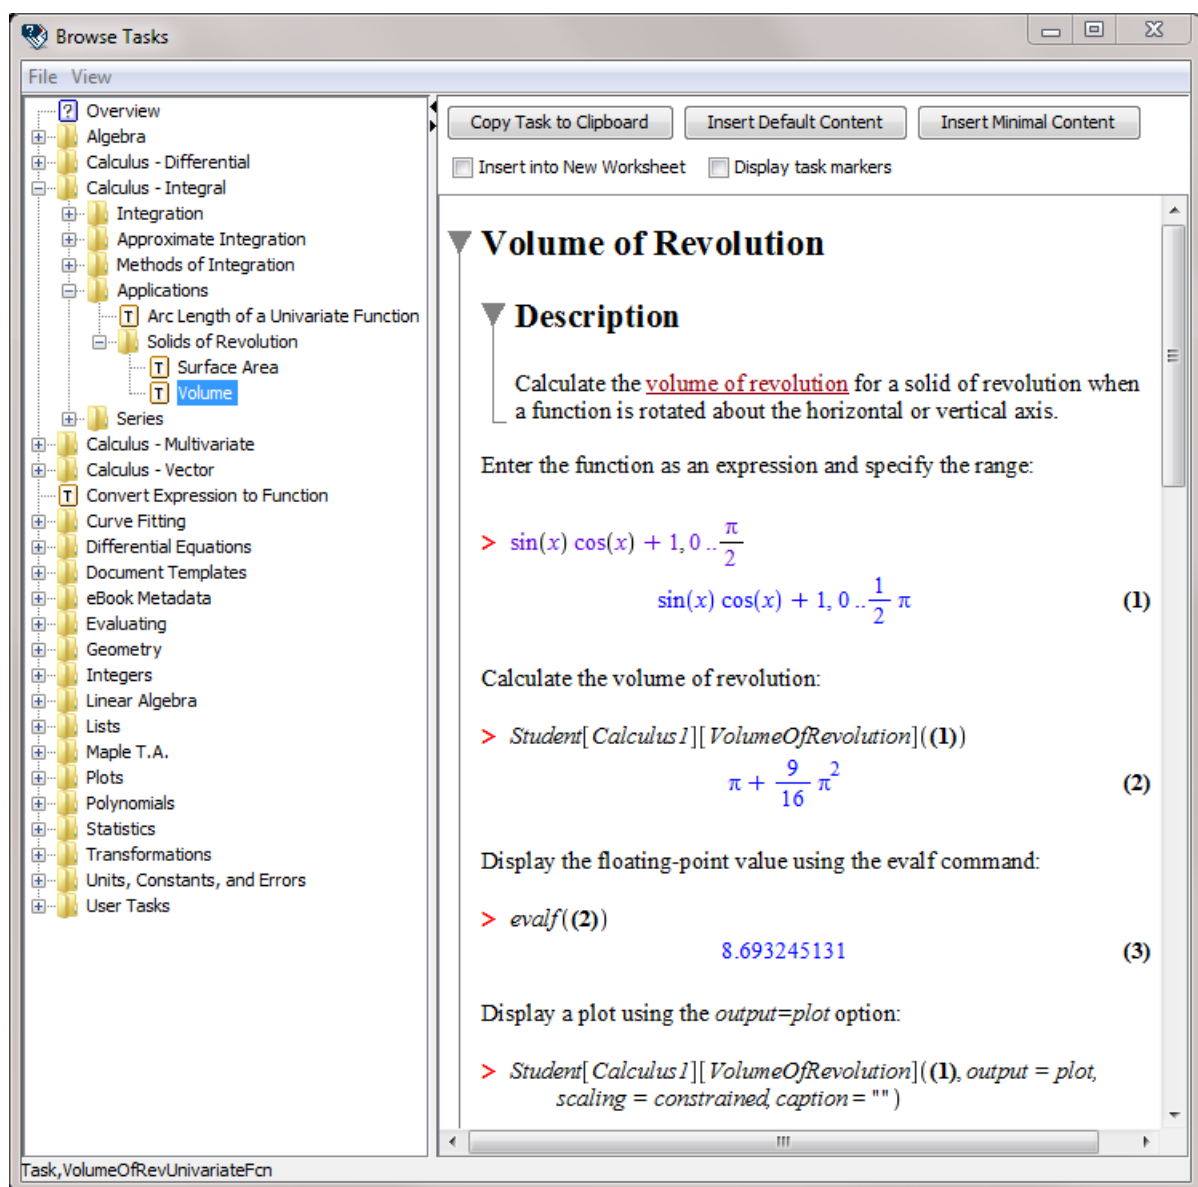 Browse Tasks
File View
Overview
Algebra
Calculus - Differential
Calculus - Integral
Integration
Approximate Integration
Methods of Integration
Applications
T Arc Length of a Univariate Function
Solids of Revolution
T Surface Area
T Volume
Series
Calculus - Multivariate
Calculus - Vector
T Convert Expression to Function
Curve Fitting
Differential Equations
Document Templates
eBook Metadata
Evaluating
Geometry
Integers
Linear Algebra
Lists
Maple T.A.
Plots
Polynomials
Statistics
Transformations
Units, Constants, and Errors
User Tasks
Copy Task to Clipboard Insert Default Content Insert Minimal Content
Insert into New Worksheet Display task markers
Volume of Revolution
Description
Calculate the volume of revolution for a solid of revolution when
a function is rotated about the horizontal or vertical axis.
Enter the function as an expression and specify the range:
> sin(x) cos(x) + 1, 0 .. π/2
sin(x) cos(x) + 1, 0 .. 1/2 π (1)
Calculate the volume of revolution:
> Student[Calculus1][VolumeOfRevolution]((1))
π + 9/16 π² (2)
Display the floating-point value using the evalf command:
> evalf((2))
8.693245131 (3)
Display a plot using the output=plot option:
> Student[Calculus1][VolumeOfRevolution]((1), output = plot,
scaling = constrained, caption = "")
Task,VolumeOfRevUnivariateFcn